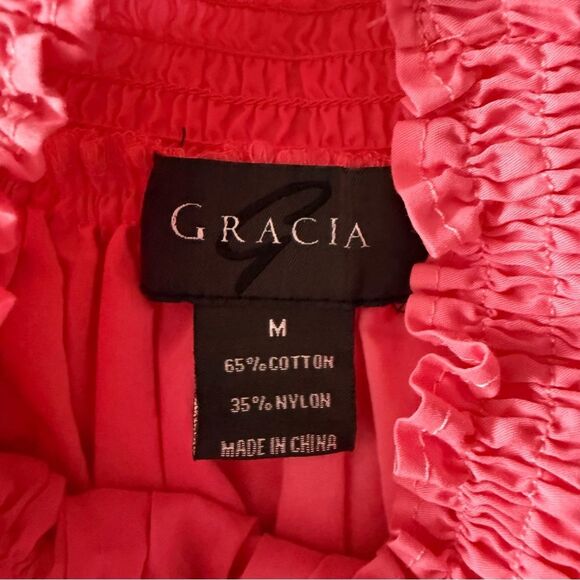 GRACIA
M
65% COTTON
35% NYLON
MADE IN CHINA